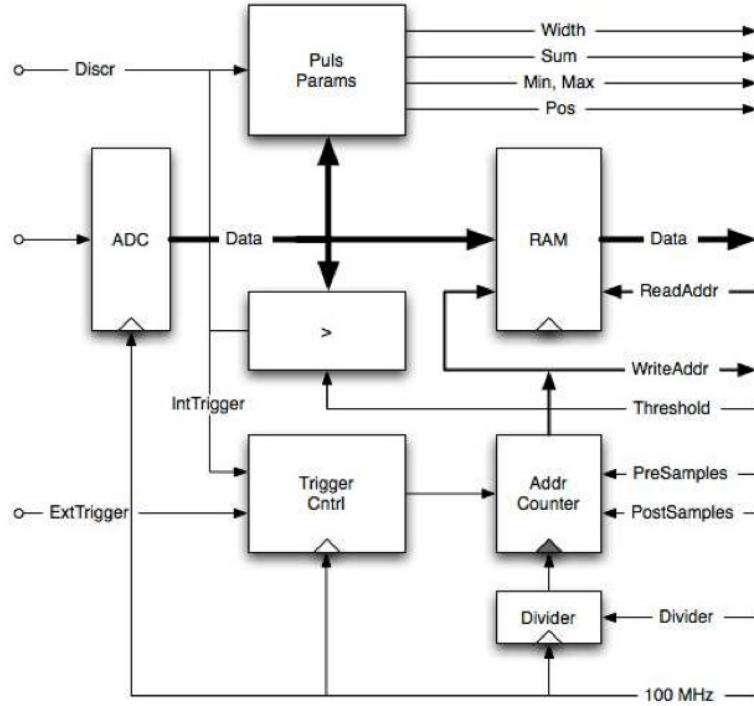 Width
Sum
Min, Max
Pos
Discr
Puls
Params
ADC
Data
RAM
Data
ReadAddr
>
WriteAddr
IntTrigger
Threshold
Trigger
Cntrl
Addr
Counter
PreSamples
ExtTrigger
PostSamples
Divider
Divider
100 MHz